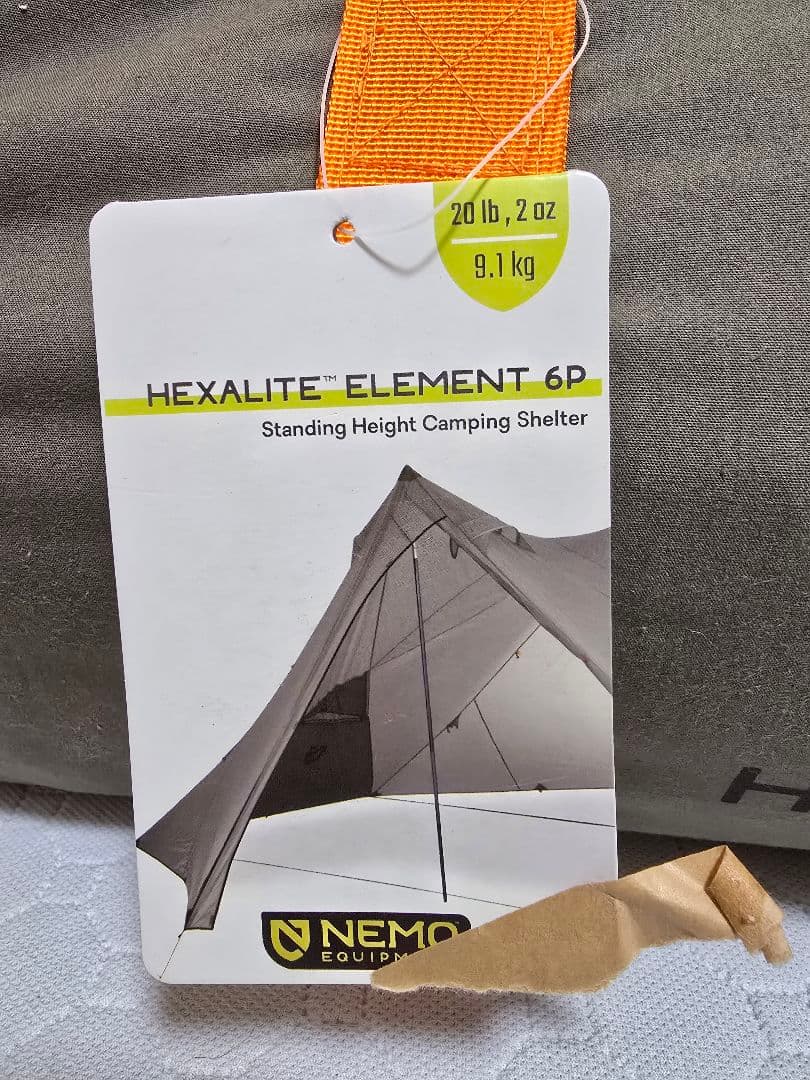 20 lb, 2 oz
9.1 kg
HEXALITE™ ELEMENT 6P
Standing Height Camping Shelter
NEMO